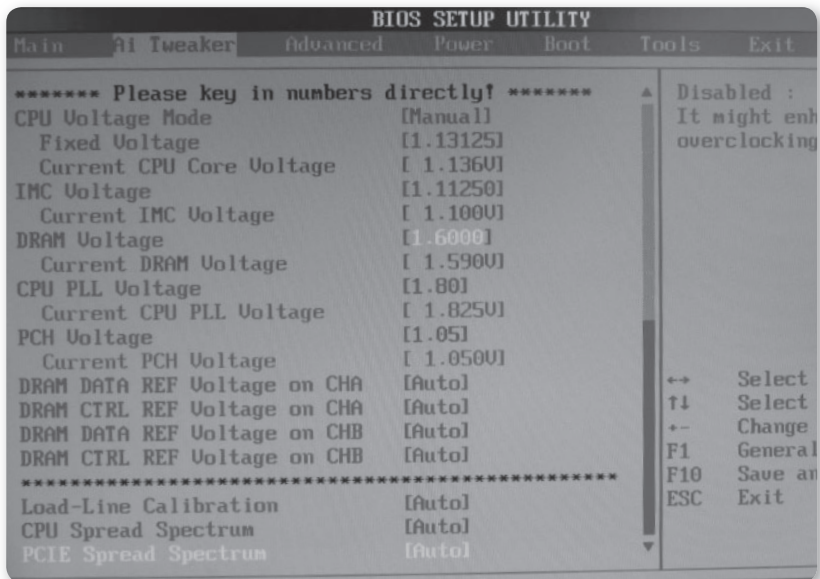 BIOS SETUP UTILITY
Main Ai Tweaker Advanced Power Boot Tools Exit
******* Please key in numbers directly! *******
CPU Voltage Mode [Manual]
Fixed Voltage [1.13125]
Current CPU Core Voltage [ 1.136V]
IMC Voltage [1.11250]
Current IMC Voltage [ 1.100V]
DRAM Voltage [1.6000]
Current DRAM Voltage [ 1.590V]
CPU PLL Voltage [1.80]
Current CPU PLL Voltage [ 1.825V]
PCH Voltage [1.05]
Current PCH Voltage [ 1.050V]
DRAM DATA REF Voltage on CHA [Auto]
DRAM CTRL REF Voltage on CHA [Auto]
DRAM DATA REF Voltage on CHB [Auto]
DRAM CTRL REF Voltage on CHB [Auto]
*************************************************
Load-Line Calibration [Auto]
CPU Spread Spectrum [Auto]
PCIE Spread Spectrum [Auto]
Disabled :
It might enh
overclocking
↔ Select
↑↓ Select
+- Change
F1 General
F10 Save an
ESC Exit